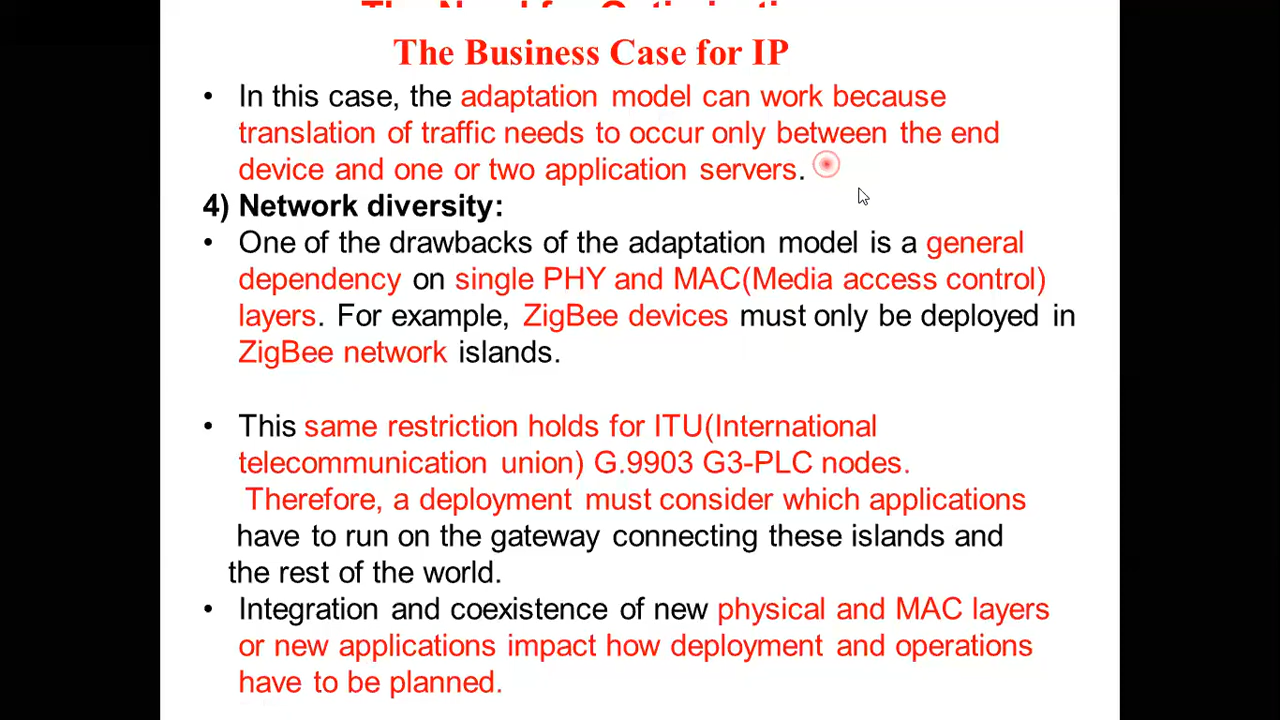 The Need for Optimization
The Business Case for IP
• In this case, the adaptation model can work because
translation of traffic needs to occur only between the end
device and one or two application servers.
4) Network diversity:
• One of the drawbacks of the adaptation model is a general
dependency on single PHY and MAC(Media access control)
layers. For example, ZigBee devices must only be deployed in
ZigBee network islands.
• This same restriction holds for ITU(International
telecommunication union) G.9903 G3-PLC nodes.
Therefore, a deployment must consider which applications
have to run on the gateway connecting these islands and
the rest of the world.
• Integration and coexistence of new physical and MAC layers
or new applications impact how deployment and operations
have to be planned.